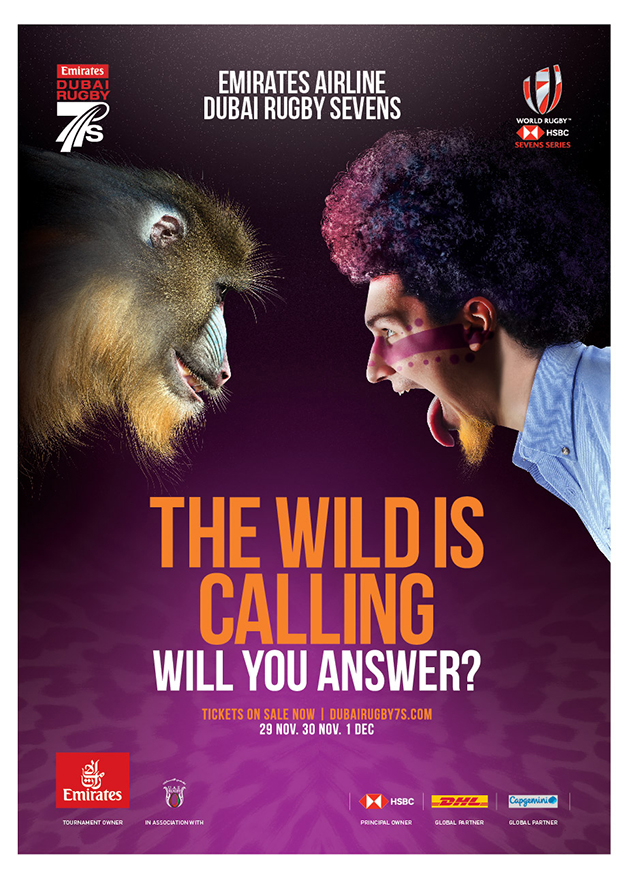 Emirates
DUBAI
RUGBY
7s
EMIRATES AIRLINE
DUBAI RUGBY SEVENS
WORLD RUGBY™
HSBC
SEVENS SERIES
THE WILD IS
CALLING
WILL YOU ANSWER?
TICKETS ON SALE NOW | DUBAIRUGBY7S.COM
29 NOV. 30 NOV. 1 DEC
Emirates
TOURNAMENT OWNER
IN ASSOCIATION WITH
HSBC
PRINCIPAL OWNER
DHL
GLOBAL PARTNER
Capgemini
GLOBAL PARTNER